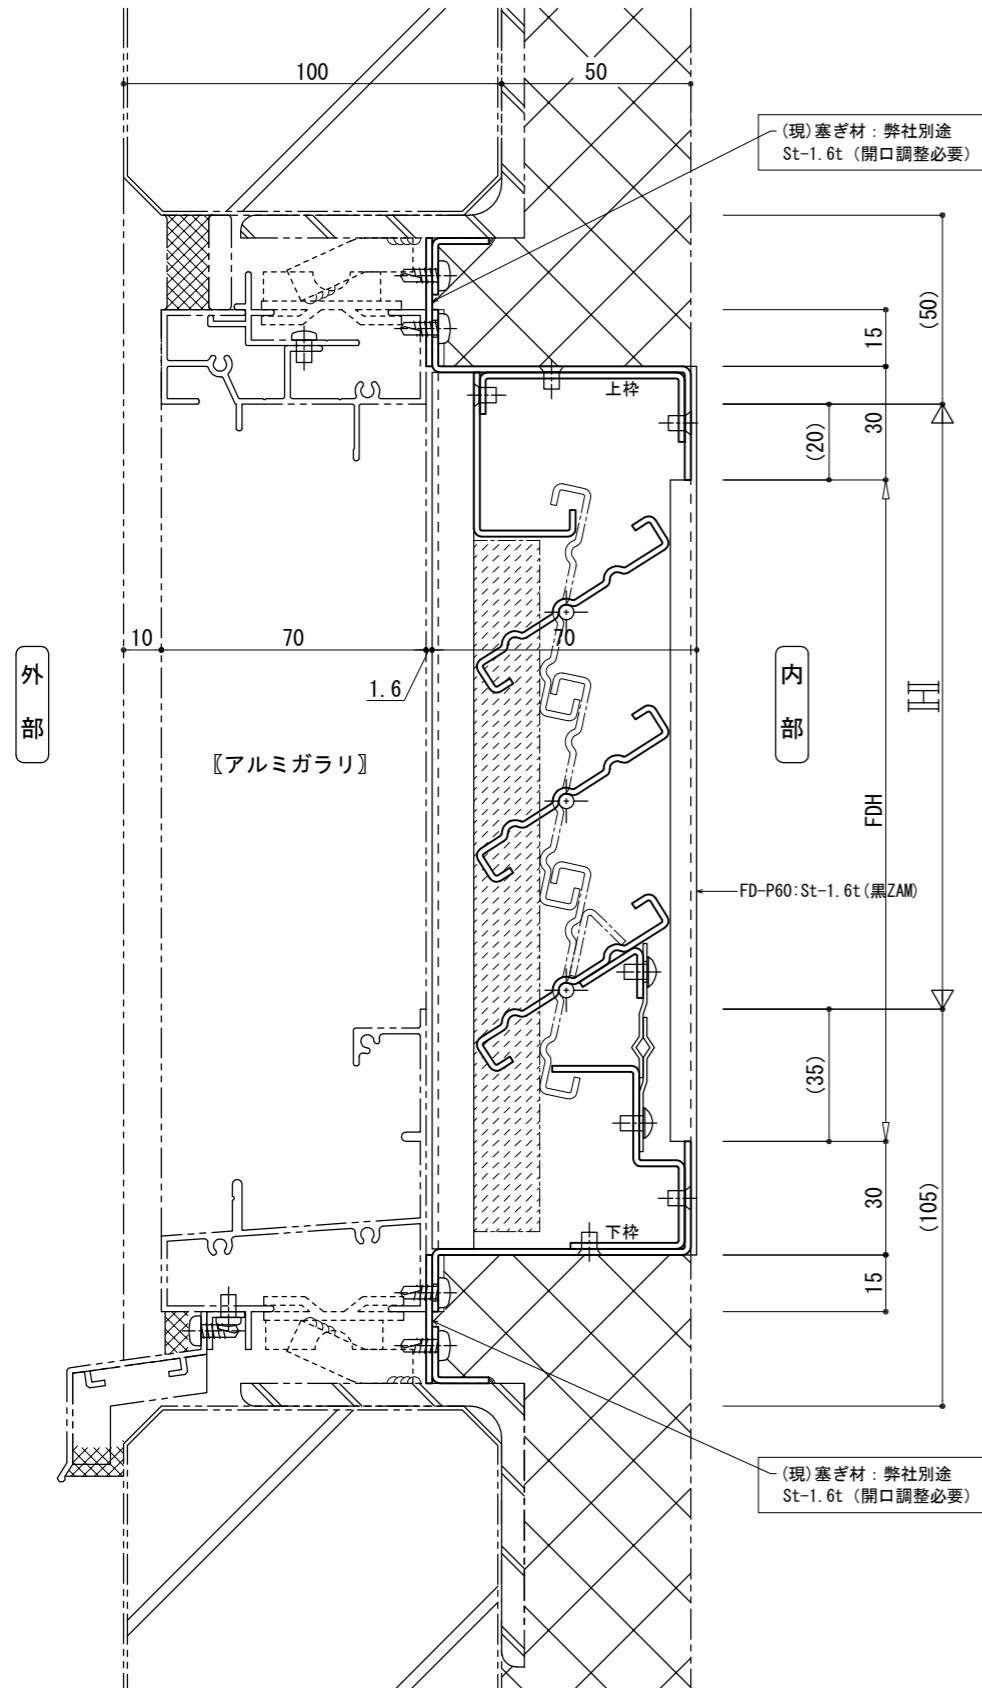 100
50
(現)塞ぎ材：弊社別途
St-1.6t (開口調整必要)
(50)
15
上枠
30
(20)
10
70
70
1.6
外部
内部
H
〖アルミガラリ〗
FDH
FD-P60:St-1.6t(黒ZAM)
(35)
30
(105)
下枠
15
(現)塞ぎ材：弊社別途
St-1.6t (開口調整必要)